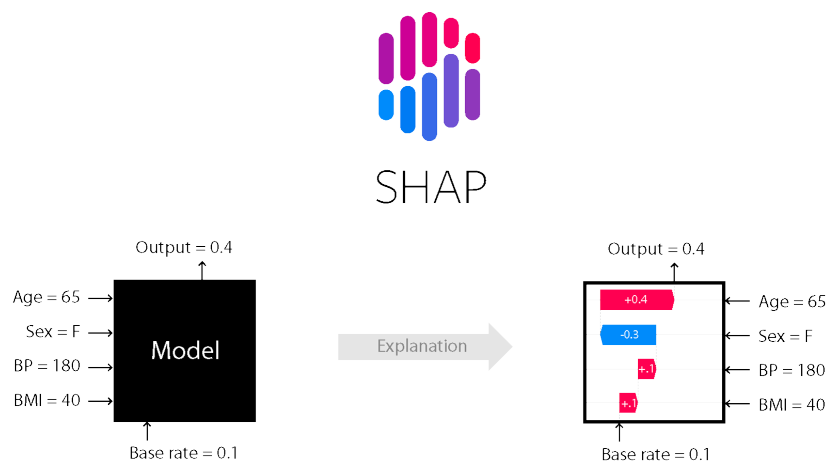 SHAP
Output = 0.4
Age = 65
Sex = F
BP = 180
BMI = 40
Model
Base rate = 0.1
Explanation
Output = 0.4
+0.4
Age = 65
-0.3
Sex = F
+.1
BP = 180
+.1
BMI = 40
Base rate = 0.1